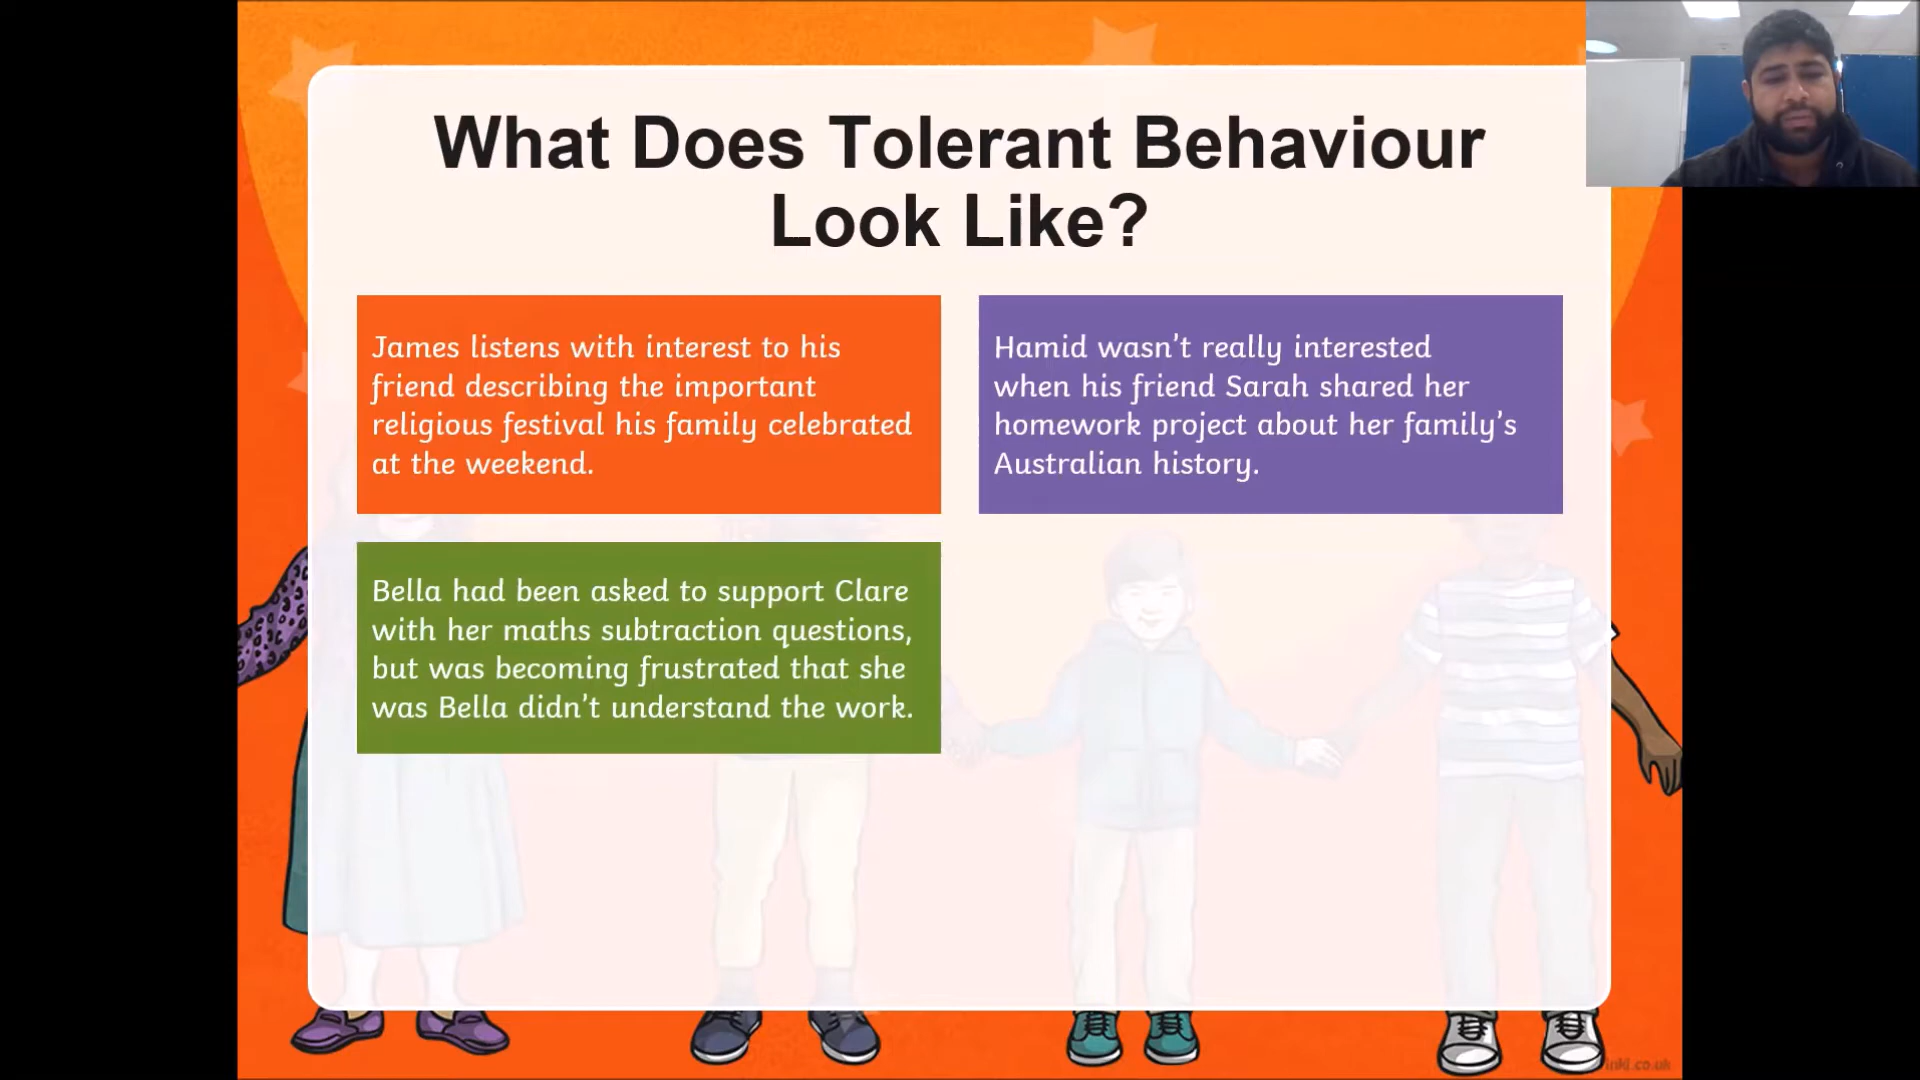 What Does Tolerant Behaviour
Look Like?
James listens with interest to his
friend describing the important
religious festival his family celebrated
at the weekend.
Hamid wasn't really interested
when his friend Sarah shared her
homework project about her family's
Australian history.
Bella had been asked to support Clare
with her maths subtraction questions,
but was becoming frustrated that she
was Bella didn't understand the work.